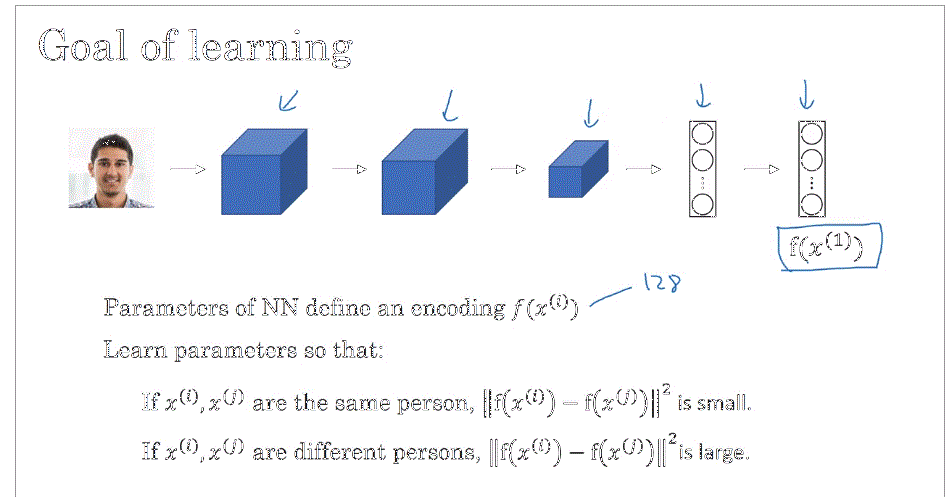 Goal of learning
f(x⁽¹⁾)
128
Parameters of NN define an encoding f(x⁽ⁱ⁾)
Learn parameters so that:
If x⁽ⁱ⁾, x⁽ʲ⁾ are the same person, ‖f(x⁽ⁱ⁾) − f(x⁽ʲ⁾)‖² is small.
If x⁽ⁱ⁾, x⁽ʲ⁾ are different persons, ‖f(x⁽ⁱ⁾) − f(x⁽ʲ⁾)‖² is large.